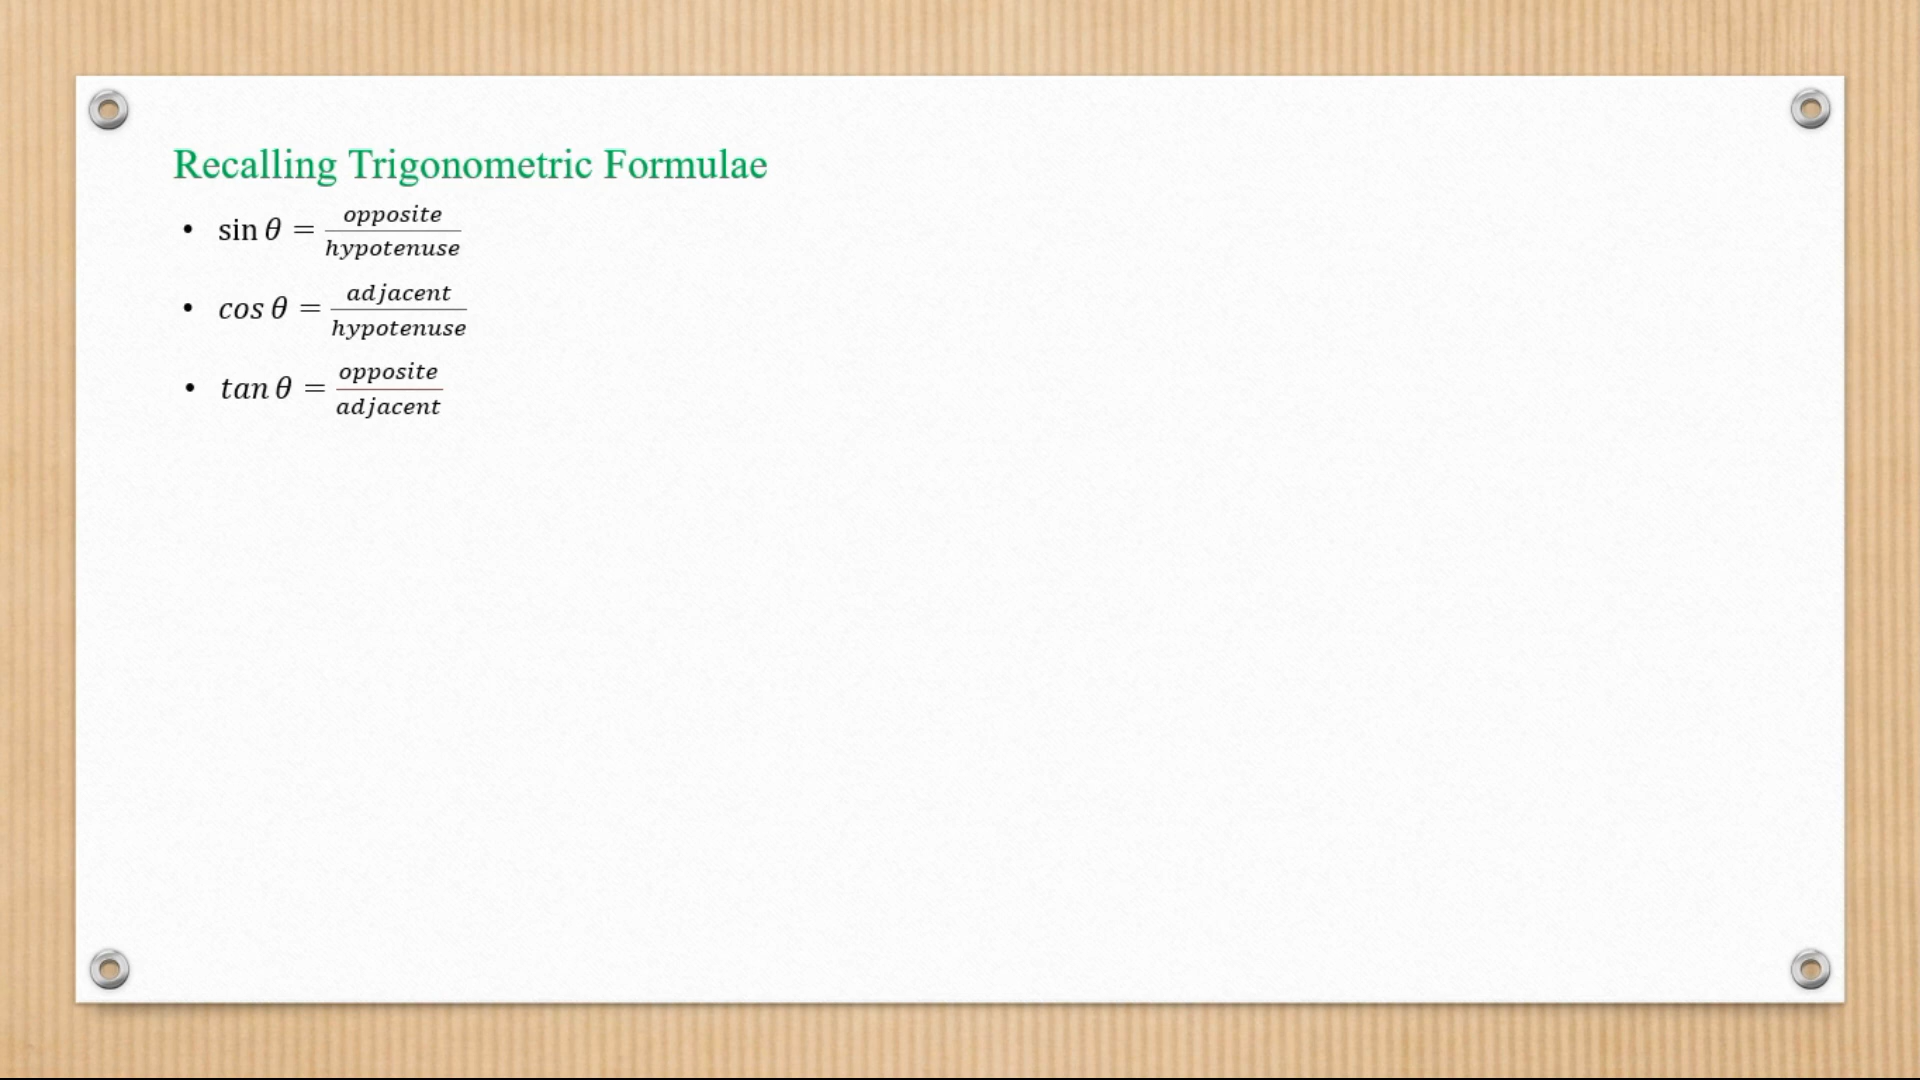 Recalling Trigonometric Formulae
• sin θ = opposite/hypotenuse
• cos θ = adjacent/hypotenuse
• tan θ = opposite/adjacent